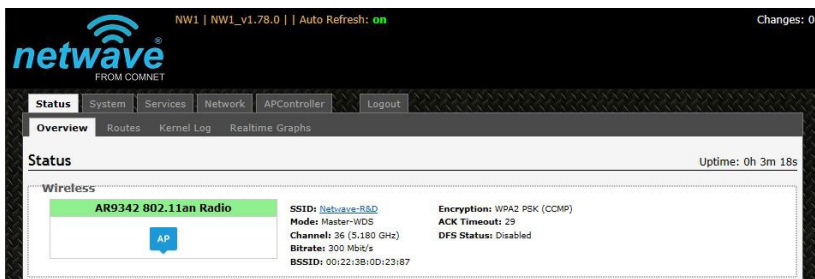 NW1 | NW1_v1.78.0 | | Auto Refresh: on
Changes: 0
netwave®
FROM COMNET
Status System Services Network APController Logout
Overview Routes Kernel Log Realtime Graphs
Status
Uptime: 0h 3m 18s
Wireless
AR9342 802.11an Radio
AP
SSID: Netwave-R&D
Mode: Master-WDS
Channel: 36 (5.180 GHz)
Bitrate: 300 Mbit/s
BSSID: 00:22:3B:0D:23:87
Encryption: WPA2 PSK (CCMP)
ACK Timeout: 29
DFS Status: Disabled